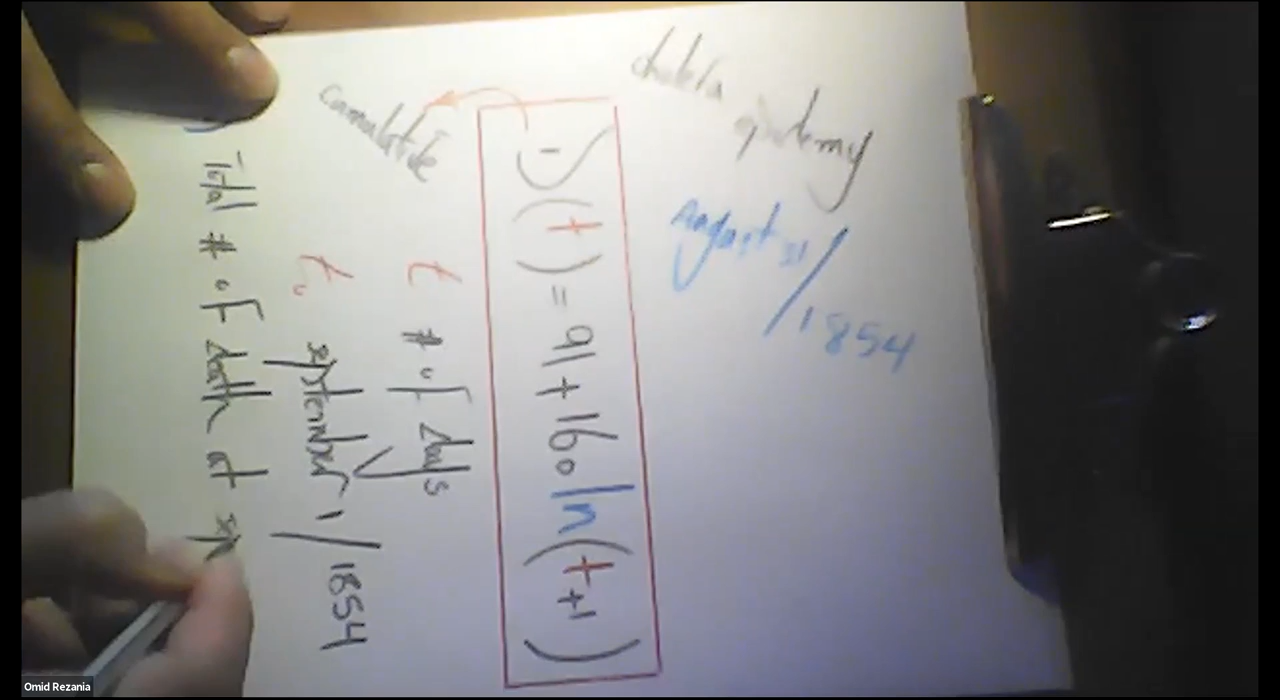 cholera epidemy
August 31/1854
D(t) = 91 + 160 ln(t+1)
cummulative
t # of days
t₀ september 1/1854
Total # of death at
Omid Rezania